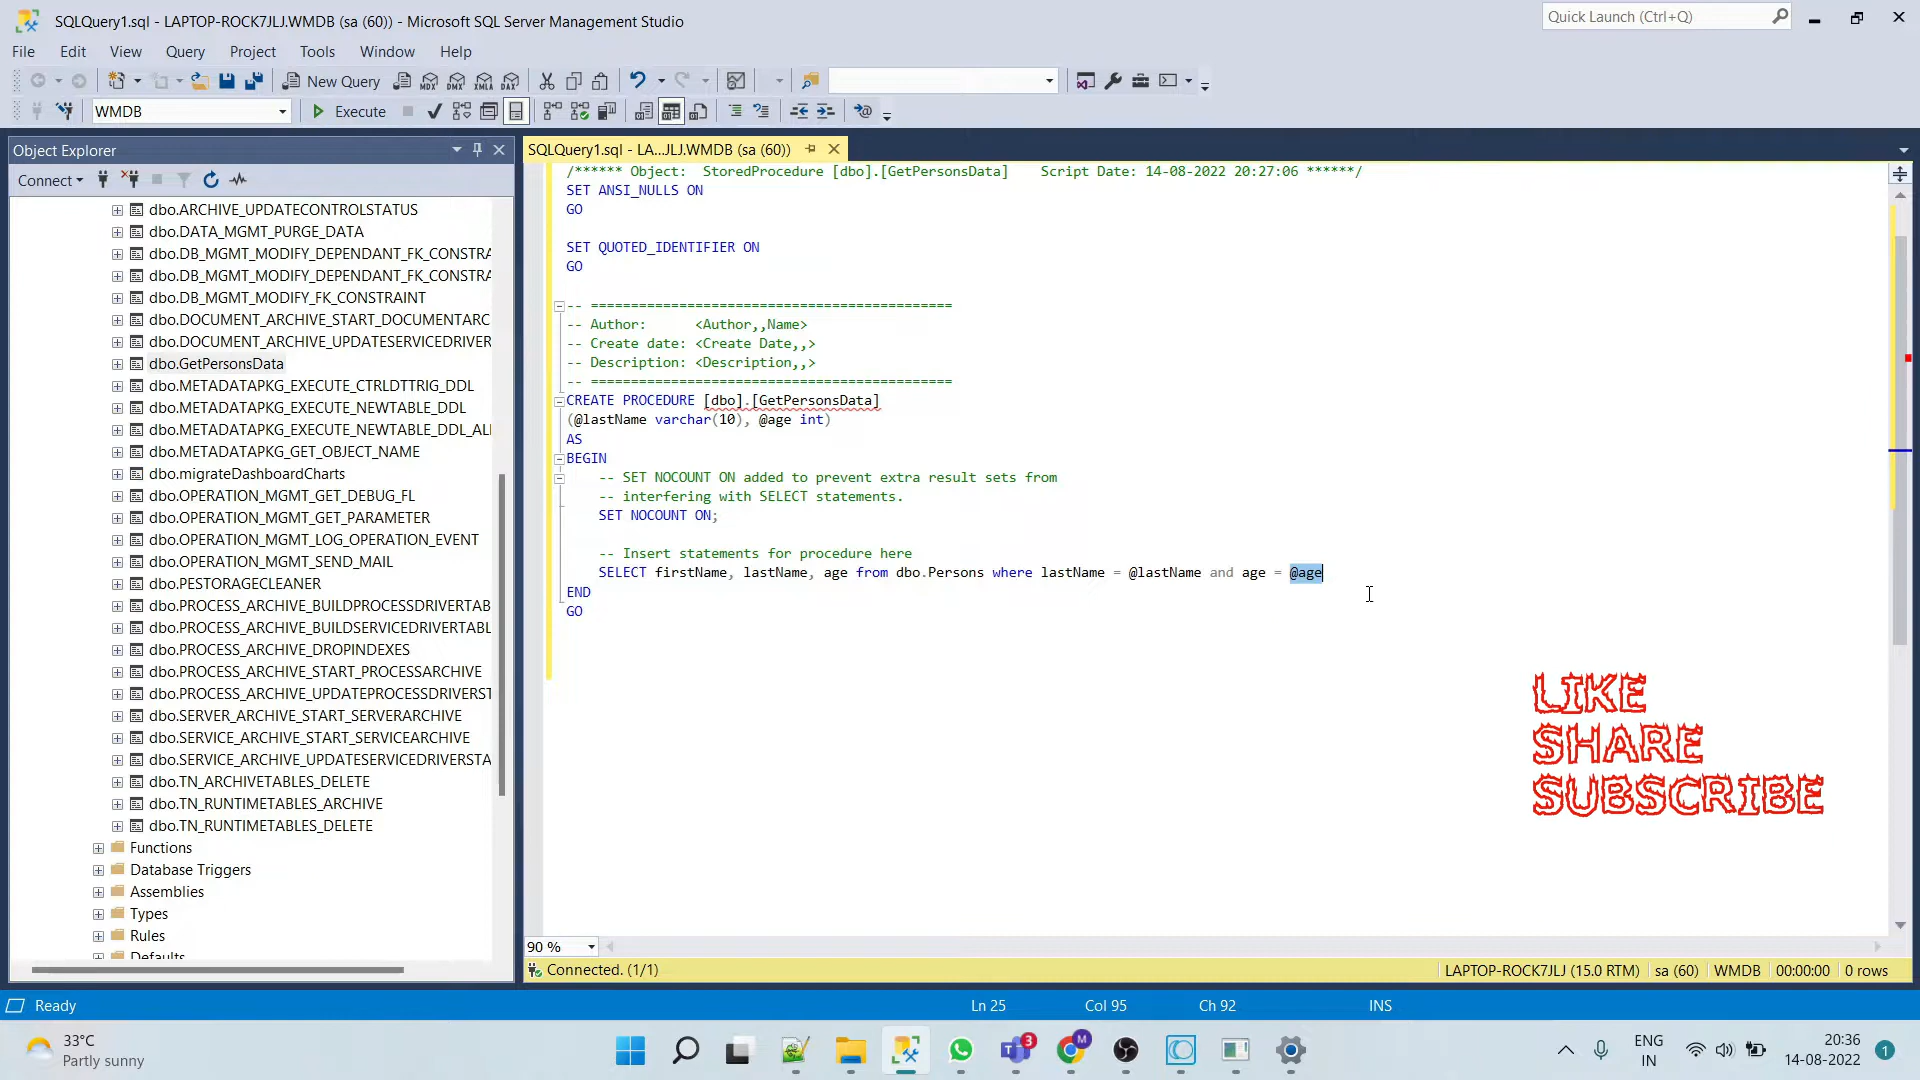 SQLQuery1.sql - LAPTOP-ROCK7JLJ.WMDB (sa (60)) - Microsoft SQL Server Management Studio
Quick Launch (Ctrl+Q)
File Edit View Query Project Tools Window Help
New Query
MDX DMX XMLA DAX
WMDB
Execute
Object Explorer
SQLQuery1.sql - LA...JLJ.WMDB (sa (60))
Connect
dbo.ARCHIVE_UPDATECONTROLSTATUS
dbo.DATA_MGMT_PURGE_DATA
dbo.DB_MGMT_MODIFY_DEPENDANT_FK_CONSTRA
dbo.DB_MGMT_MODIFY_DEPENDANT_FK_CONSTRA
dbo.DB_MGMT_MODIFY_FK_CONSTRAINT
dbo.DOCUMENT_ARCHIVE_START_DOCUMENTARC
dbo.DOCUMENT_ARCHIVE_UPDATESERVICEDRIVER
dbo.GetPersonsData
dbo.METADATAPKG_EXECUTE_CTRLDTTRIG_DDL
dbo.METADATAPKG_EXECUTE_NEWTABLE_DDL
dbo.METADATAPKG_EXECUTE_NEWTABLE_DDL_ALI
dbo.METADATAPKG_GET_OBJECT_NAME
dbo.migrateDashboardCharts
dbo.OPERATION_MGMT_GET_DEBUG_FL
dbo.OPERATION_MGMT_GET_PARAMETER
dbo.OPERATION_MGMT_LOG_OPERATION_EVENT
dbo.OPERATION_MGMT_SEND_MAIL
dbo.PESTORAGECLEANER
dbo.PROCESS_ARCHIVE_BUILDPROCESSDRIVERTAB
dbo.PROCESS_ARCHIVE_BUILDSERVICEDRIVERTABL
dbo.PROCESS_ARCHIVE_DROPINDEXES
dbo.PROCESS_ARCHIVE_START_PROCESSARCHIVE
dbo.PROCESS_ARCHIVE_UPDATEPROCESSDRIVERST
dbo.SERVER_ARCHIVE_START_SERVERARCHIVE
dbo.SERVICE_ARCHIVE_START_SERVICEARCHIVE
dbo.SERVICE_ARCHIVE_UPDATESERVICEDRIVERSTA
dbo.TN_ARCHIVETABLES_DELETE
dbo.TN_RUNTIMETABLES_ARCHIVE
dbo.TN_RUNTIMETABLES_DELETE
Functions
Database Triggers
Assemblies
Types
Rules
Defaults
/****** Object:  StoredProcedure [dbo].[GetPersonsData]    Script Date: 14-08-2022 20:27:06 ******/
SET ANSI_NULLS ON
GO
SET QUOTED_IDENTIFIER ON
GO
-- =============================================
-- Author:      <Author,,Name>
-- Create date: <Create Date,,>
-- Description: <Description,,>
-- =============================================
CREATE PROCEDURE [dbo].[GetPersonsData]
(@lastName varchar(10), @age int)
AS
BEGIN
-- SET NOCOUNT ON added to prevent extra result sets from
-- interfering with SELECT statements.
SET NOCOUNT ON;
-- Insert statements for procedure here
SELECT firstName, lastName, age from dbo.Persons where lastName = @lastName and age = @age
END
GO
LIKE
SHARE
SUBSCRIBE
90 %
Connected. (1/1)
LAPTOP-ROCK7JLJ (15.0 RTM) sa (60) WMDB 00:00:00 0 rows
Ready
Ln 25 Col 95 Ch 92 INS
33°C
Partly sunny
3
M
ENG
IN
20:36
14-08-2022
1